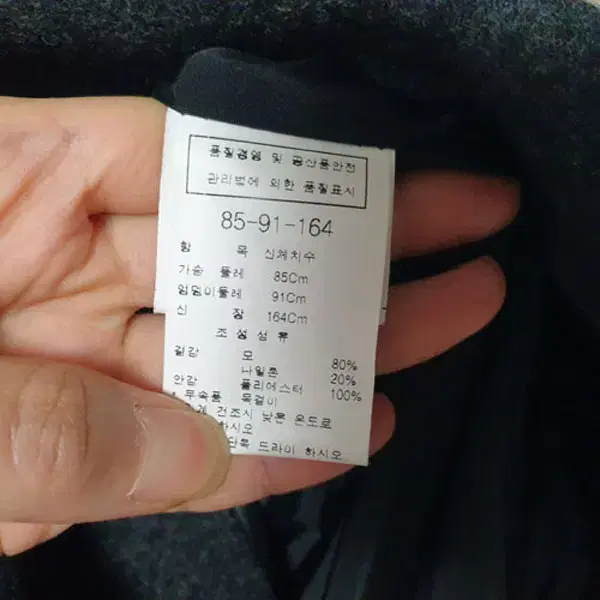 품질경영 및 공산품안전
관리법에 의한 품질표시
85-91-164
항 목 신체치수
가슴 둘레 85Cm
엉덩이둘레 91Cm
신 장 164Cm
조성섬유
겉감 모 80%
나일론 20%
안감 폴리에스터 100%
부속품 목걸이
건조시 낮은 온도로
하시오
단독 드라이 하시오